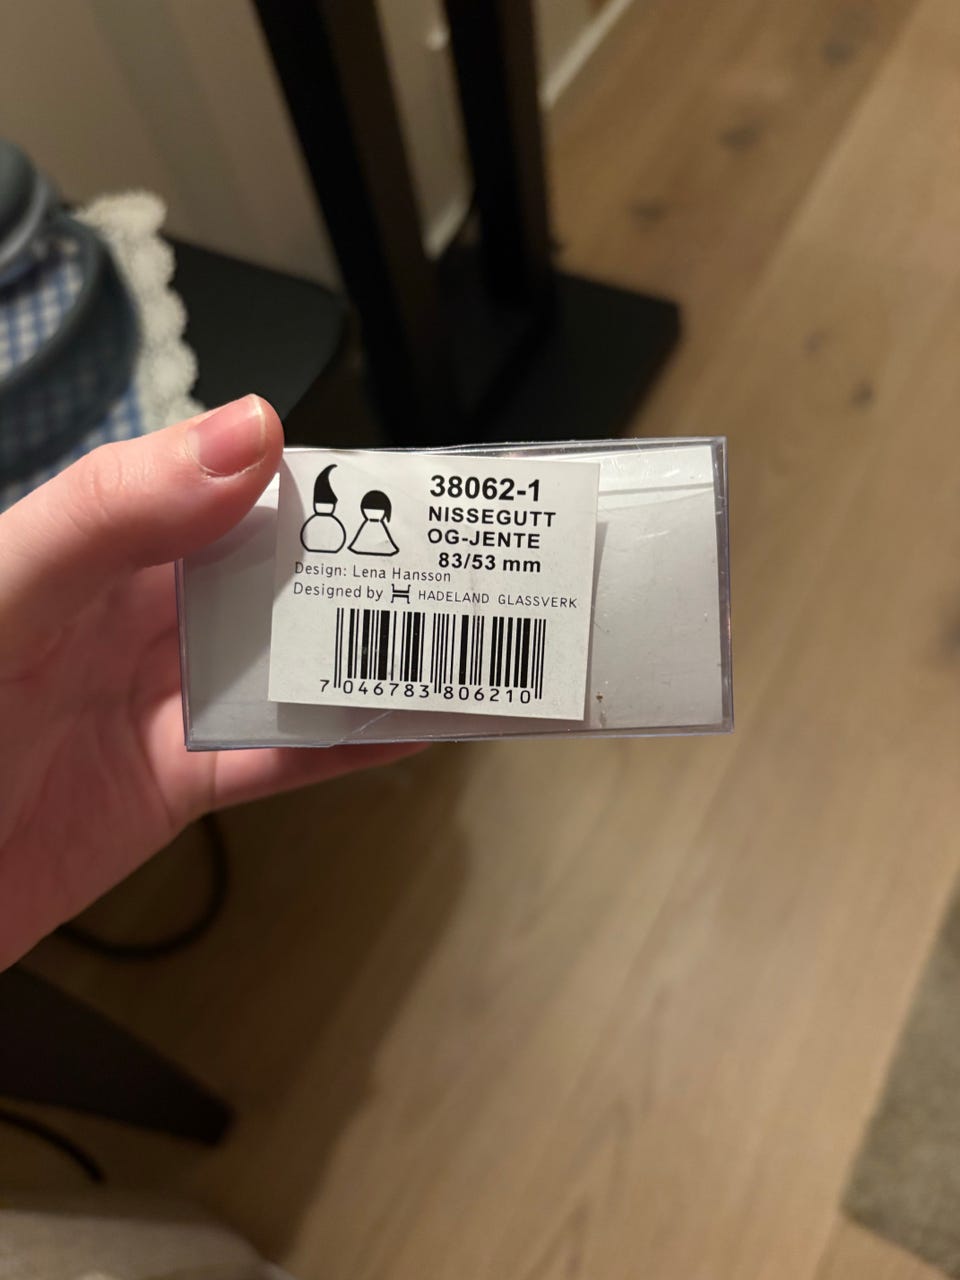 38062-1
NISSEGUTT
OG-JENTE
83/53 mm
Design: Lena Hansson
Designed by HADELAND GLASSVERK
7 046783 806210